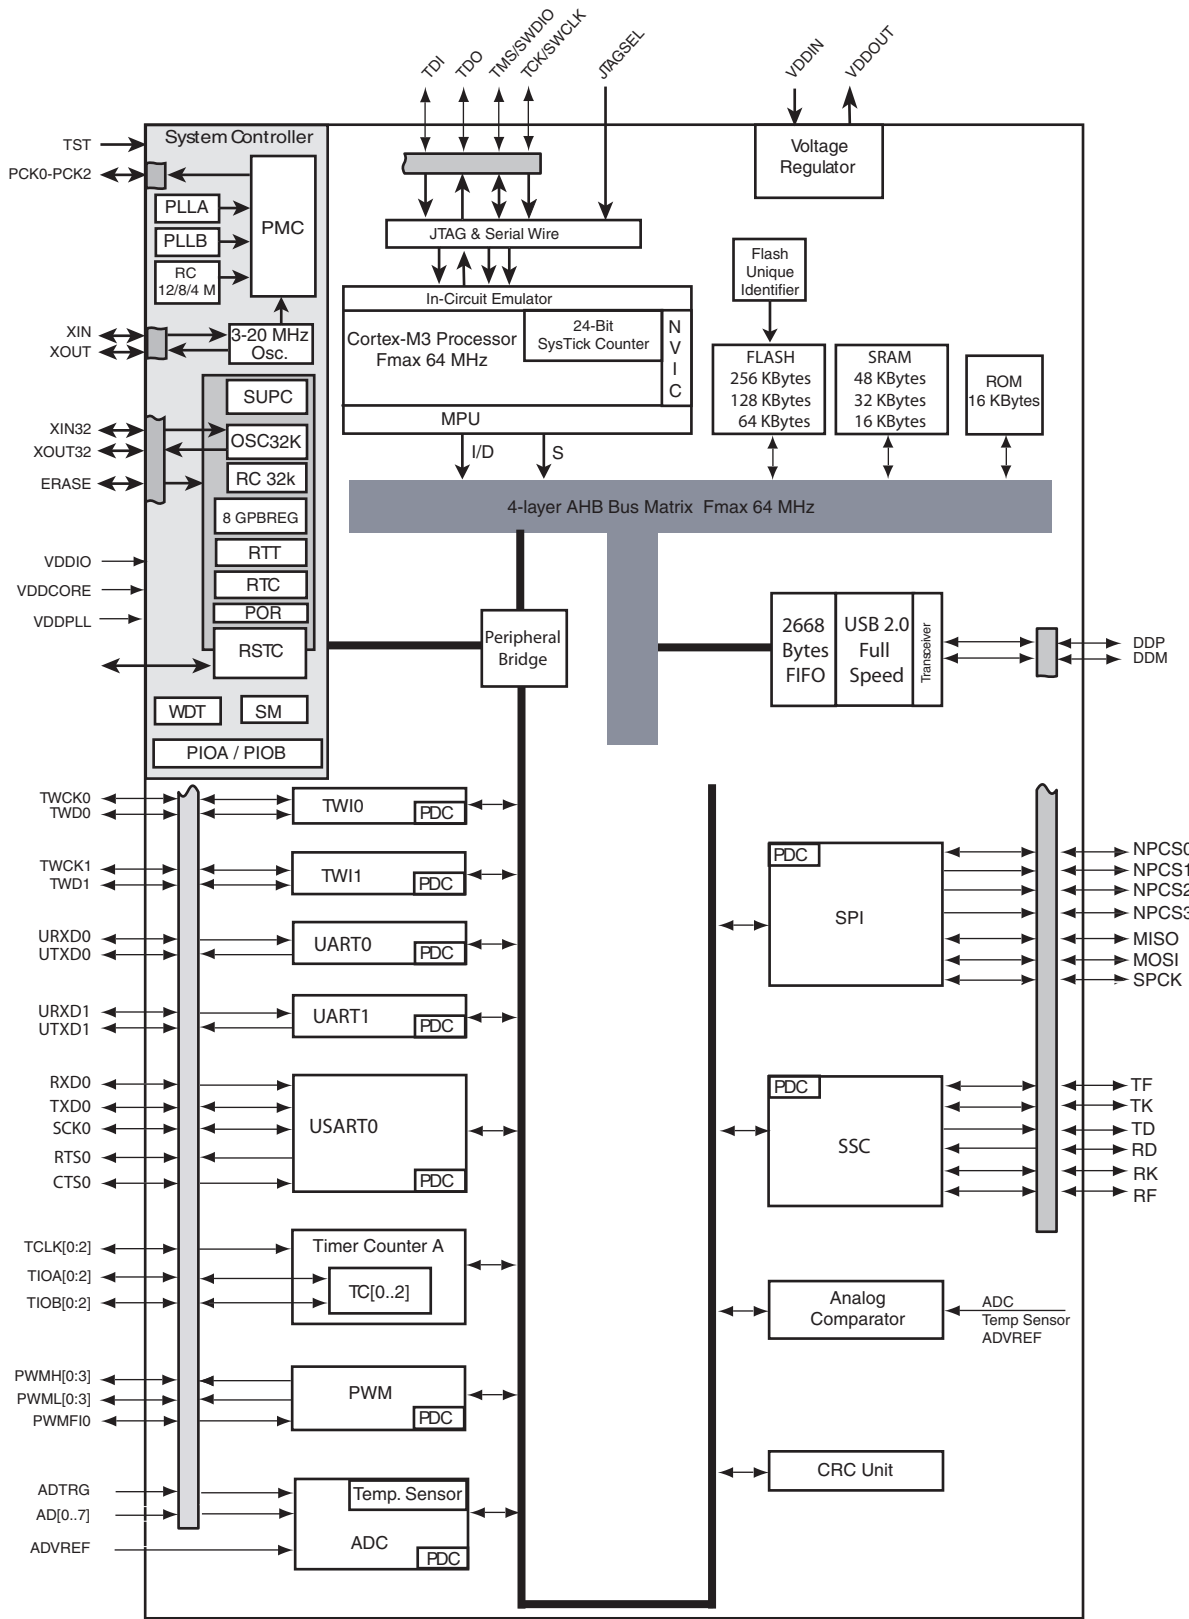 TDI
TDO
TMS/SWDIO
TCK/SWCLK
JTAGSEL
VDDIN
VDDOUT
System Controller
TST
PCK0-PCK2
PLLA
PLLB
RC
12/8/4 M
PMC
XIN
XOUT
3-20 MHz
Osc.
SUPC
XIN32
XOUT32
OSC32K
ERASE
RC 32k
8 GPBREG
RTT
VDDIO
VDDCORE
RTC
VDDPLL
POR
RSTC
WDT
SM
PIOA / PIOB
Voltage
Regulator
JTAG & Serial Wire
Flash
Unique
Identifier
In-Circuit Emulator
Cortex-M3 Processor
Fmax 64 MHz
24-Bit
SysTick Counter
N
V
I
C
MPU
FLASH
256 KBytes
128 KBytes
64 KBytes
SRAM
48 KBytes
32 KBytes
16 KBytes
ROM
16 KBytes
I/D
S
4-layer AHB Bus Matrix Fmax 64 MHz
Peripheral
Bridge
2668
Bytes
FIFO
USB 2.0
Full
Speed
Transceiver
DDP
DDM
TWCK0
TWD0
TWI0
PDC
TWCK1
TWD1
TWI1
PDC
URXD0
UTXD0
UART0
PDC
URXD1
UTXD1
UART1
PDC
RXD0
TXD0
SCK0
RTS0
CTS0
USART0
PDC
TCLK[0:2]
TIOA[0:2]
TIOB[0:2]
Timer Counter A
TC[0..2]
PWMH[0:3]
PWML[0:3]
PWMFI0
PWM
PDC
ADTRG
AD[0..7]
ADVREF
Temp. Sensor
ADC
PDC
PDC
SPI
NPCS0
NPCS1
NPCS2
NPCS3
MISO
MOSI
SPCK
PDC
SSC
TF
TK
TD
RD
RK
RF
Analog
Comparator
ADC
Temp Sensor
ADVREF
CRC Unit